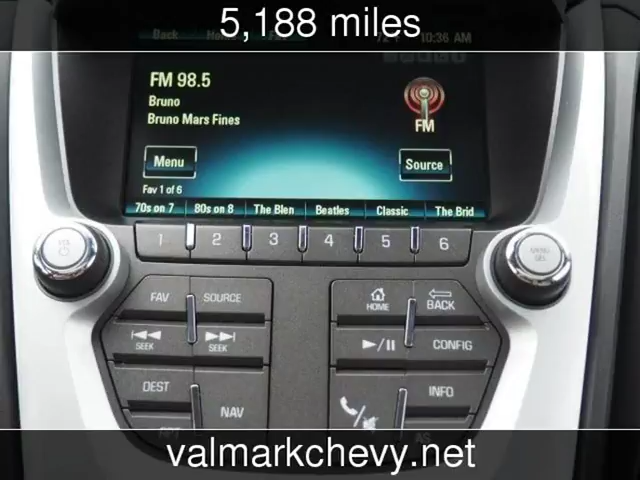 5,188 miles
Back
10:36 AM
FM 98.5
Bruno
Bruno Mars Fines
FM
Menu
Source
Fav 1 of 6
70s on 7 80s on 8 The Blen Beatles Classic The Brid
1 2 3 4 5 6
FAV SOURCE HOME BACK
SEEK SEEK CONFIG
DEST NAV INFO
valmarkchevy.net